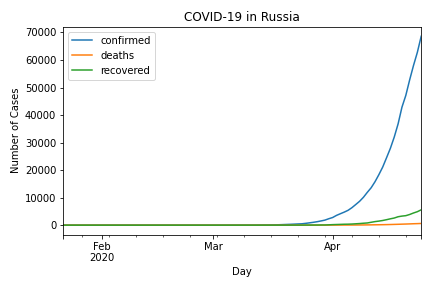 COVID-19 in Russia
confirmed
deaths
recovered
70000
60000
50000
40000
30000
20000
10000
0
Number of Cases
Feb
2020
Mar
Apr
Day